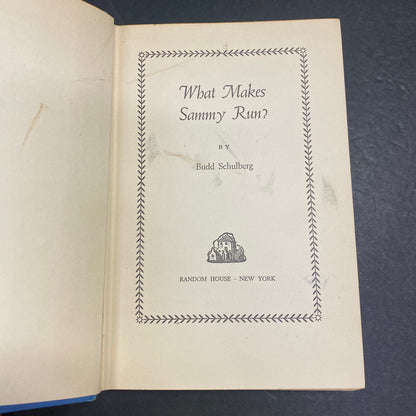 What Makes
Sammy Run?
BY
Budd Schulberg
RANDOM HOUSE · NEW YORK